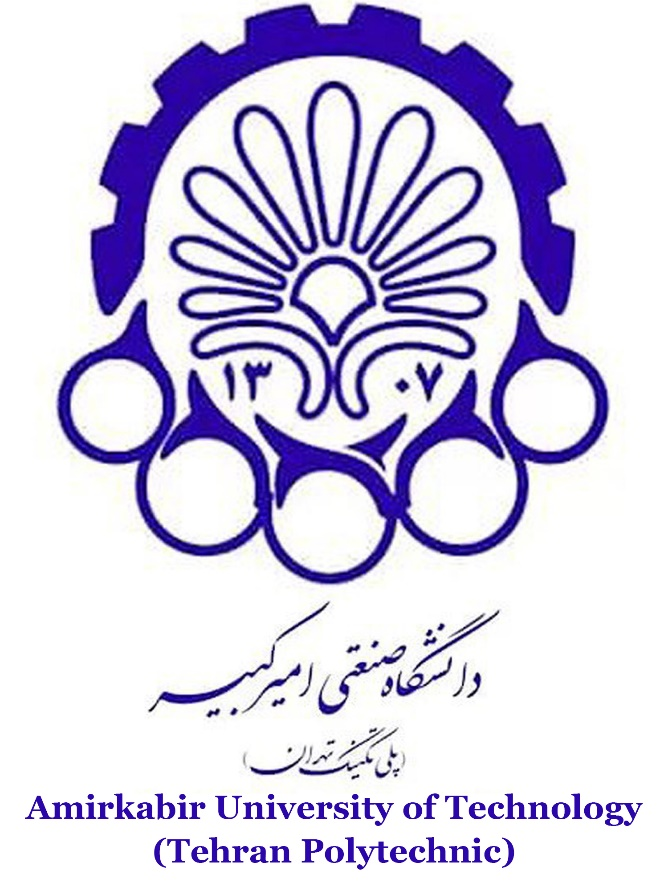 ۱۳ ۰۷
دانشگاه صنعتی امیرکبیر
(پلی تکنیک تهران)
Amirkabir University of Technology
(Tehran Polytechnic)